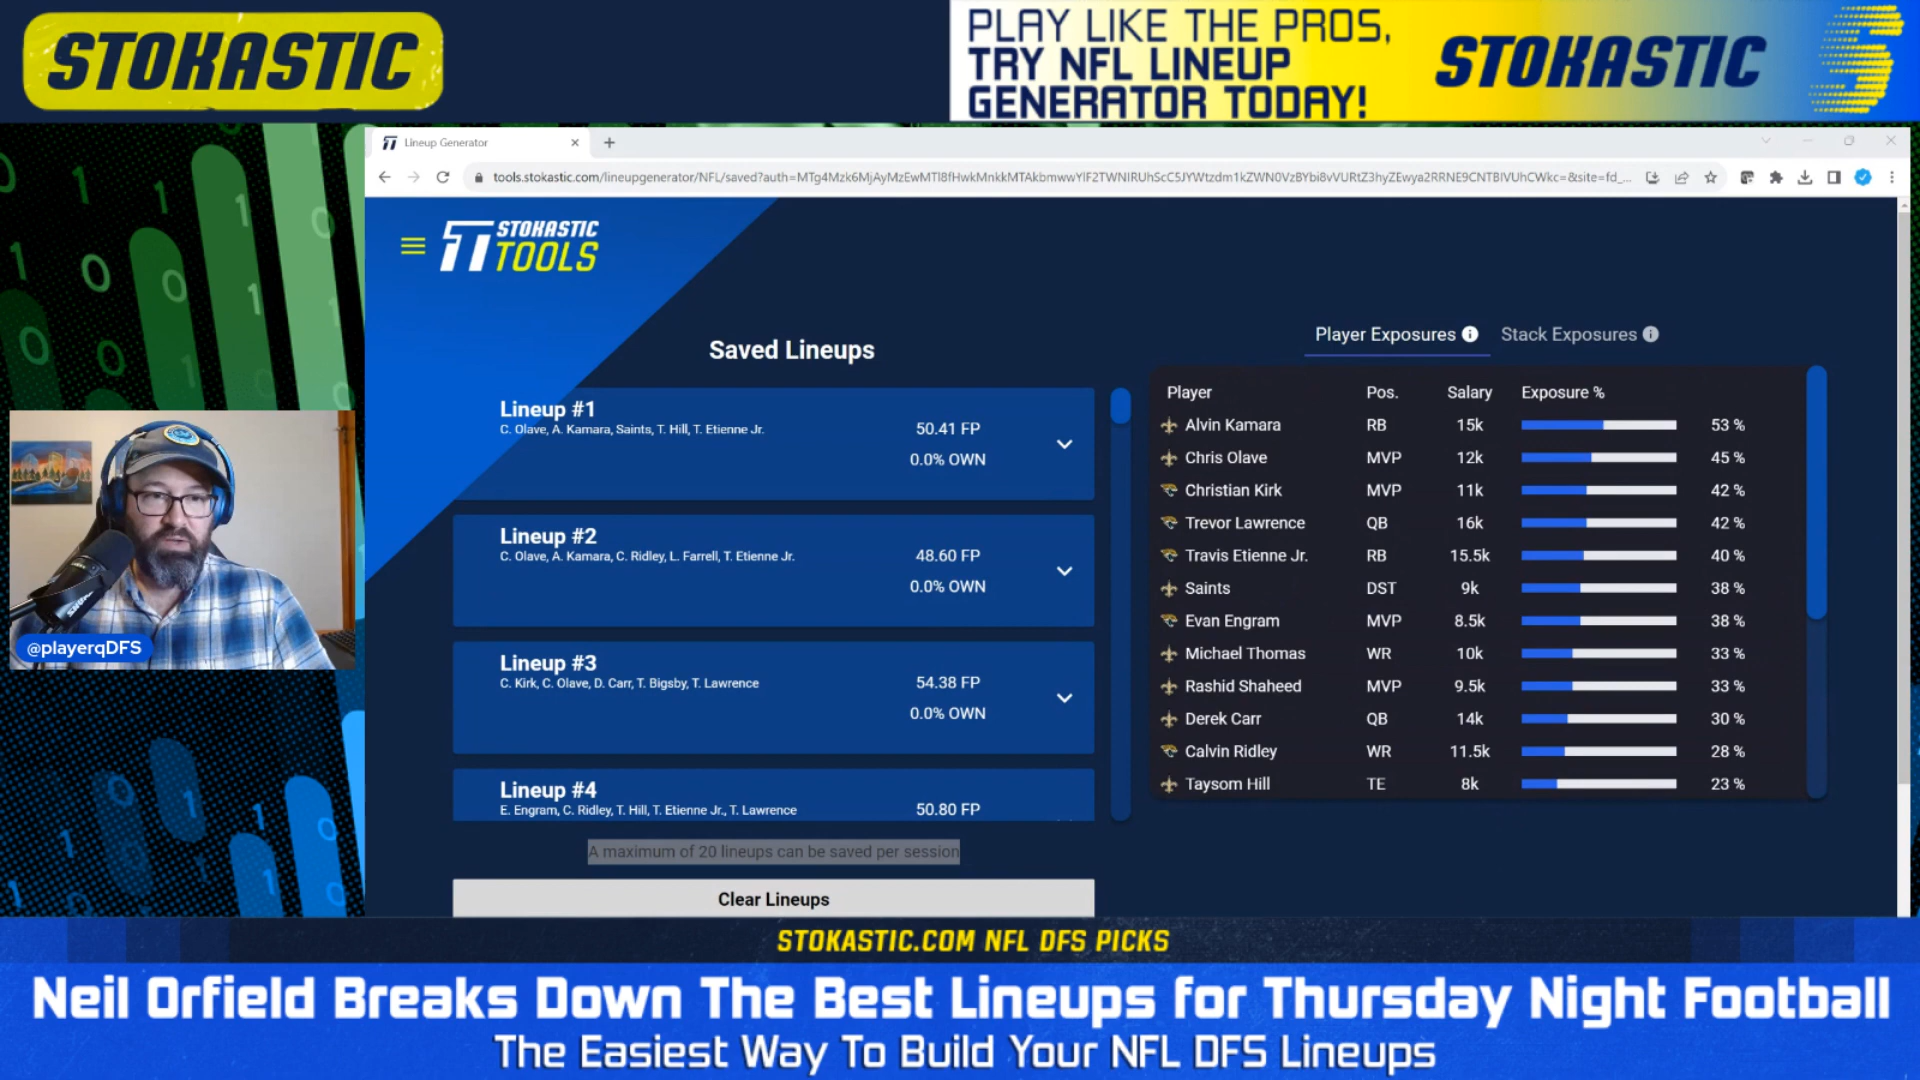 STOKASTIC
PLAY LIKE THE PROS,
TRY NFL LINEUP
GENERATOR TODAY!
STOKASTIC
Lineup Generator
Saved Lineups
STOKASTIC
TOOLS
Lineup #1
C. Olave, A. Kamara, Saints, T. Hill, T. Etienne Jr.
50.41 FP
0.0% OWN
Lineup #2
C. Olave, A. Kamara, C. Ridley, L. Farrell, T. Etienne Jr.
48.60 FP
0.0% OWN
Lineup #3
C. Kirk, C. Olave, D. Carr, T. Bigsby, T. Lawrence
54.38 FP
0.0% OWN
Lineup #4
E. Engram, C. Ridley, T. Hill, T. Etienne Jr., T. Lawrence
50.80 FP
A maximum of 20 lineups can be saved per session
Clear Lineups
Player Exposures
Stack Exposures
Player Pos. Salary Exposure %
Alvin Kamara RB 15k 53 %
Chris Olave MVP 12k 45 %
Christian Kirk MVP 11k 42 %
Trevor Lawrence QB 16k 42 %
Travis Etienne Jr. RB 15.5k 40 %
Saints DST 9k 38 %
Evan Engram MVP 8.5k 38 %
Michael Thomas WR 10k 33 %
Rashid Shaheed MVP 9.5k 33 %
Derek Carr QB 14k 30 %
Calvin Ridley WR 11.5k 28 %
Taysom Hill TE 8k 23 %
@playerqDFS
STOKASTIC.COM NFL DFS PICKS
Neil Orfield Breaks Down The Best Lineups for Thursday Night Football
The Easiest Way To Build Your NFL DFS Lineups